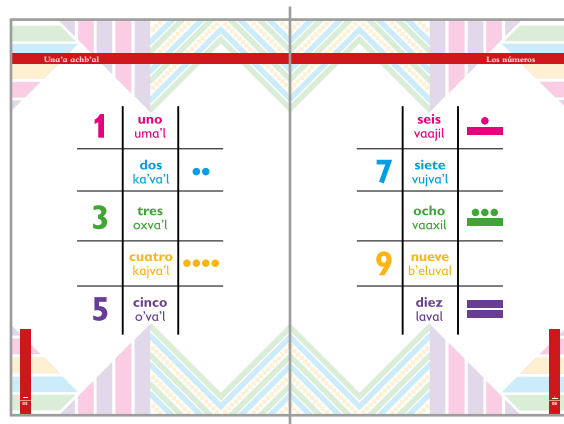 Una'a achb'al
1
uno
uma'l
dos
ka'va'l
3
tres
oxva'l
cuatro
kajva'l
5
cinco
o'va'l
Los números
seis
vaajil
7
siete
vujva'l
ocho
vaaxil
9
nueve
b'eluval
diez
laval